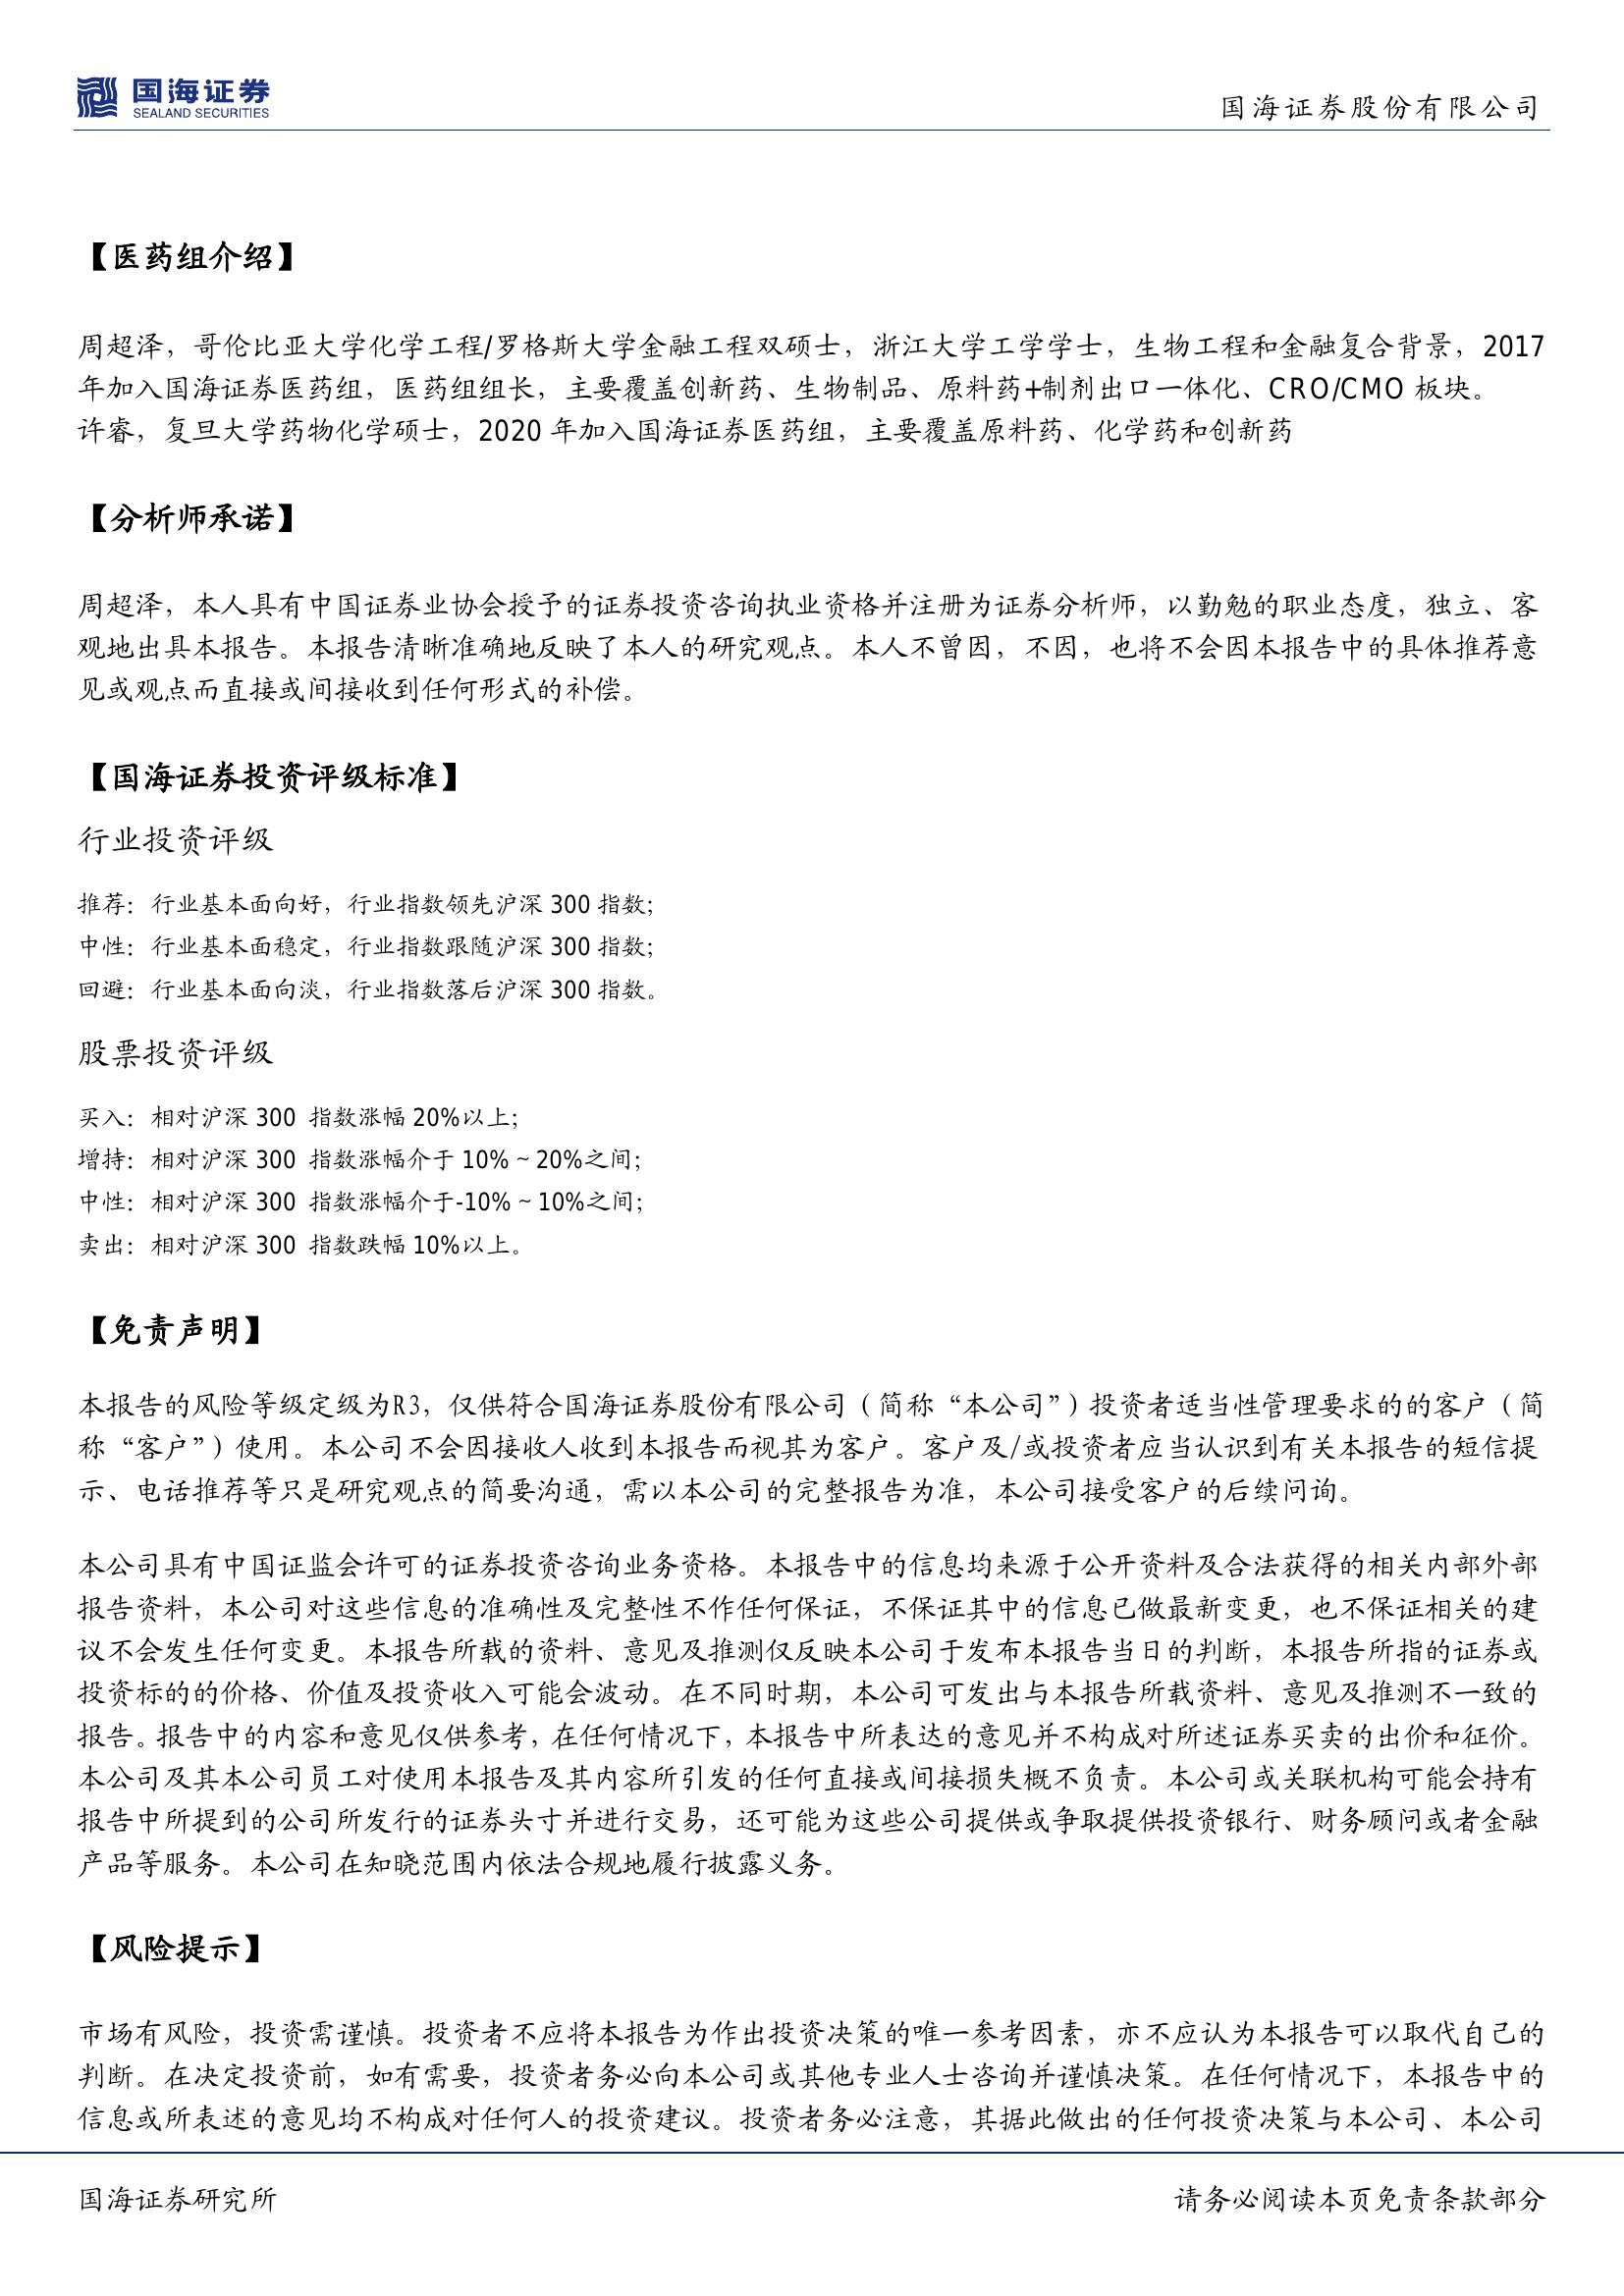 国海证券
SEALAND SECURITIES
国海证券股份有限公司
【医药组介绍】
周超泽，哥伦比亚大学化学工程/罗格斯大学金融工程双硕士，浙江大学工学学士，生物工程和金融复合背景，2017
年加入国海证券医药组，医药组组长，主要覆盖创新药、生物制品、原料药+制剂出口一体化、CRO/CMO 板块。
许睿，复旦大学药物化学硕士，2020 年加入国海证券医药组，主要覆盖原料药、化学药和创新药
【分析师承诺】
周超泽，本人具有中国证券业协会授予的证券投资咨询执业资格并注册为证券分析师，以勤勉的职业态度，独立、客
观地出具本报告。本报告清晰准确地反映了本人的研究观点。本人不曾因，不因，也将不会因本报告中的具体推荐意
见或观点而直接或间接收到任何形式的补偿。
【国海证券投资评级标准】
行业投资评级
推荐：行业基本面向好，行业指数领先沪深 300 指数；
中性：行业基本面稳定，行业指数跟随沪深 300 指数；
回避：行业基本面向淡，行业指数落后沪深 300 指数。
股票投资评级
买入：相对沪深 300 指数涨幅 20%以上；
增持：相对沪深 300 指数涨幅介于 10%～20%之间；
中性：相对沪深 300 指数涨幅介于-10%～10%之间；
卖出：相对沪深 300 指数跌幅 10%以上。
【免责声明】
本报告的风险等级定级为R3，仅供符合国海证券股份有限公司（简称“本公司”）投资者适当性管理要求的的客户（简
称“客户”）使用。本公司不会因接收人收到本报告而视其为客户。客户及/或投资者应当认识到有关本报告的短信提
示、电话推荐等只是研究观点的简要沟通，需以本公司的完整报告为准，本公司接受客户的后续问询。
本公司具有中国证监会许可的证券投资咨询业务资格。本报告中的信息均来源于公开资料及合法获得的相关内部外部
报告资料，本公司对这些信息的准确性及完整性不作任何保证，不保证其中的信息已做最新变更，也不保证相关的建
议不会发生任何变更。本报告所载的资料、意见及推测仅反映本公司于发布本报告当日的判断，本报告所指的证券或
投资标的的价格、价值及投资收入可能会波动。在不同时期，本公司可发出与本报告所载资料、意见及推测不一致的
报告。报告中的内容和意见仅供参考，在任何情况下，本报告中所表达的意见并不构成对所述证券买卖的出价和征价。
本公司及其本公司员工对使用本报告及其内容所引发的任何直接或间接损失概不负责。本公司或关联机构可能会持有
报告中所提到的公司所发行的证券头寸并进行交易，还可能为这些公司提供或争取提供投资银行、财务顾问或者金融
产品等服务。本公司在知晓范围内依法合规地履行披露义务。
【风险提示】
市场有风险，投资需谨慎。投资者不应将本报告为作出投资决策的唯一参考因素，亦不应认为本报告可以取代自己的
判断。在决定投资前，如有需要，投资者务必向本公司或其他专业人士咨询并谨慎决策。在任何情况下，本报告中的
信息或所表述的意见均不构成对任何人的投资建议。投资者务必注意，其据此做出的任何投资决策与本公司、本公司
国海证券研究所
请务必阅读本页免责条款部分